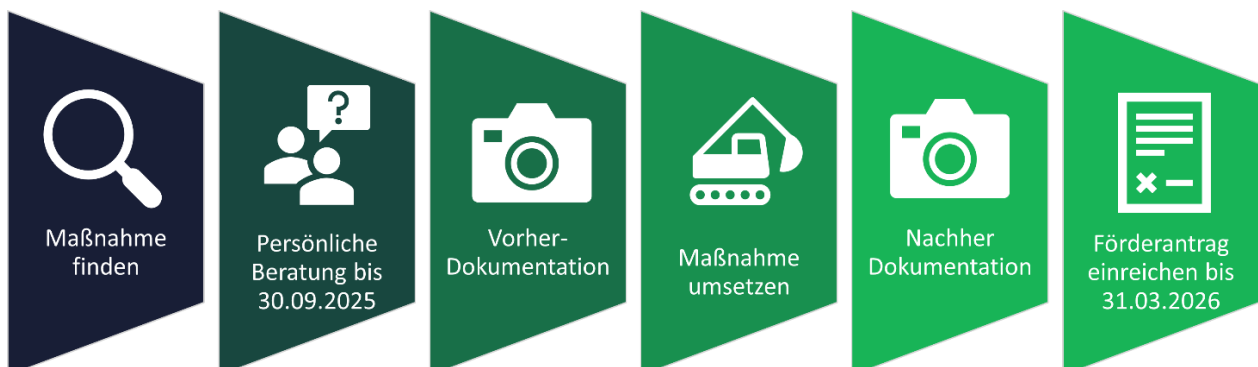 ?
Maßnahme
finden
Persönliche
Beratung bis
30.09.2025
Vorher-
Dokumentation
Maßnahme
umsetzen
Nachher
Dokumentation
Förderantrag
einreichen bis
31.03.2026